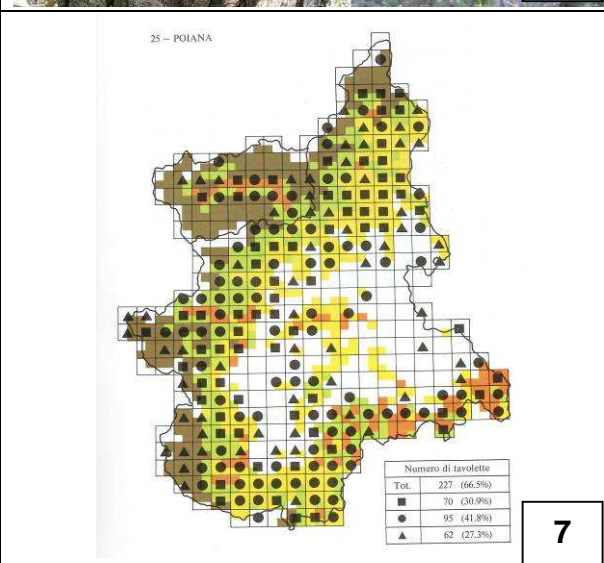 25 – POIANA
Numero di tavolette
Tot. 227 (66.5%)
■ 70 (30.9%)
● 95 (41.8%)
▲ 62 (27.3%)
7